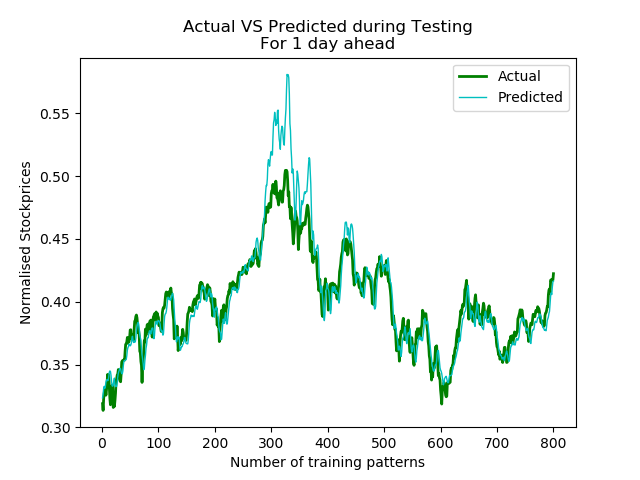 Actual VS Predicted during Testing
For 1 day ahead
Actual
Predicted
Normalised Stockprices
0.55
0.50
0.45
0.40
0.35
0.30
0 100 200 300 400 500 600 700 800
Number of training patterns